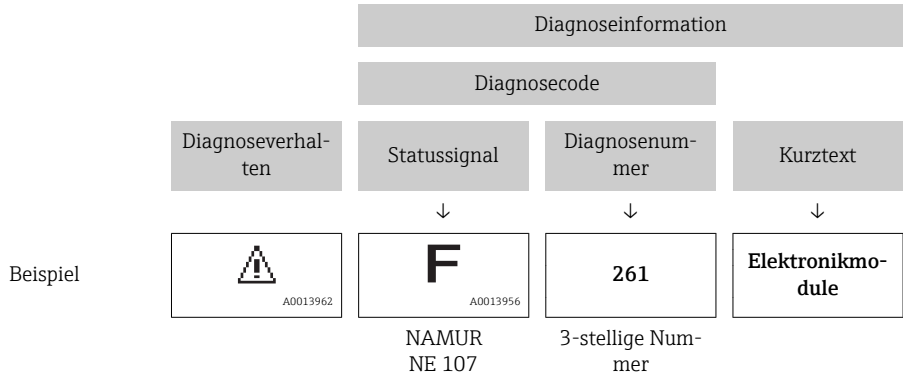 Diagnoseinformation
Diagnosecode
Diagnoseverhal-
ten
Statussignal
Diagnosenum-
mer
Kurztext
↓ ↓ ↓
Beispiel
A0013962
F
A0013956
261
Elektronikmo-
dule
NAMUR
NE 107
3-stellige Num-
mer